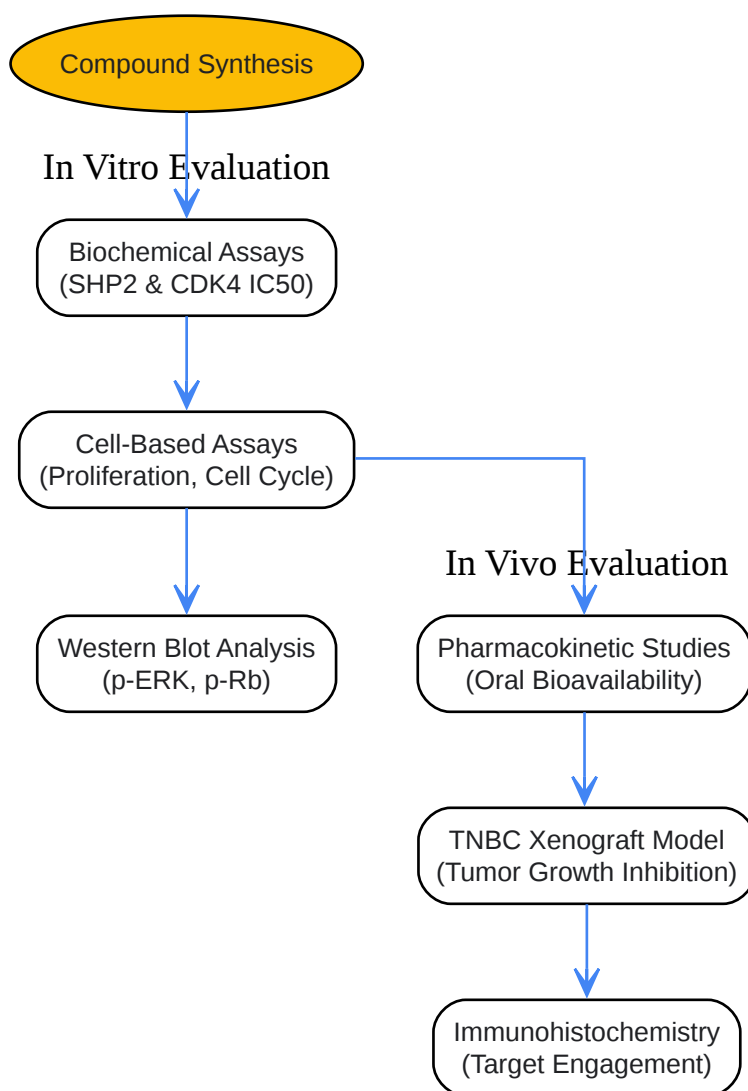 Compound Synthesis
In Vitro Evaluation
Biochemical Assays
(SHP2 & CDK4 IC50)
Cell-Based Assays
(Proliferation, Cell Cycle)
Western Blot Analysis
(p-ERK, p-Rb)
In Vivo Evaluation
Pharmacokinetic Studies
(Oral Bioavailability)
TNBC Xenograft Model
(Tumor Growth Inhibition)
Immunohistochemistry
(Target Engagement)